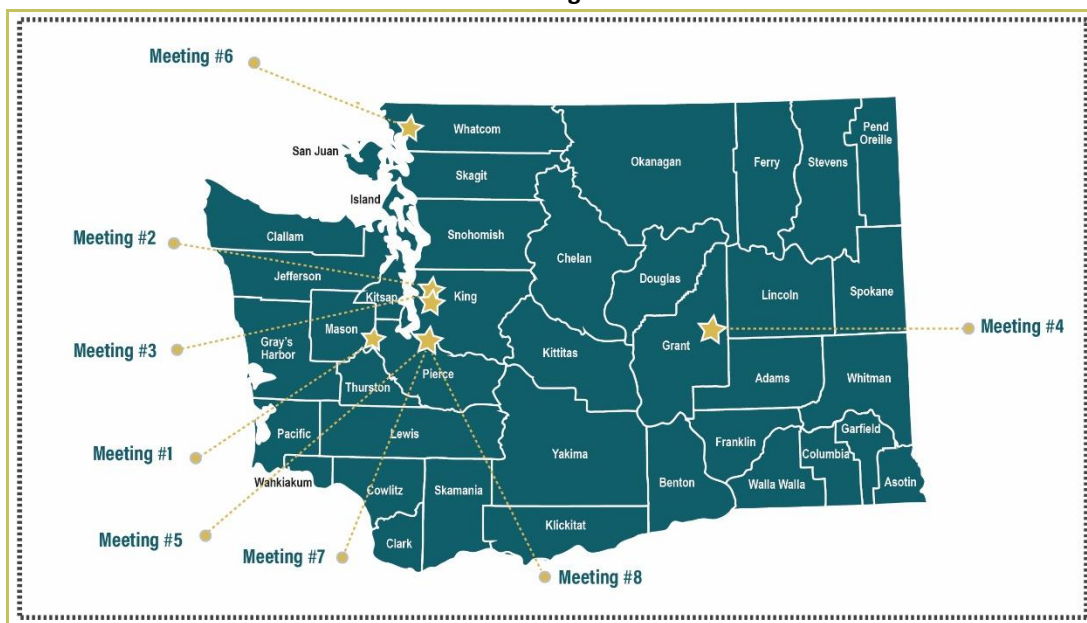 Meeting #6
Whatcom
Pend
Oreille
San Juan
Okanagan
Ferry
Stevens
Skagit
Island
Snohomish
Meeting #2
Clallam
Chelan
Douglas
Jefferson
Kitsap
King
Lincoln
Spokane
Meeting #4
Mason
Meeting #3
Gray's
Harbor
Grant
Kittitas
Pierce
Adams
Whitman
Thurston
Garfield
Pacific
Lewis
Franklin
Meeting #1
Yakima
Columbia
Wahkiakum
Cowlitz
Skamania
Benton
Walla Walla
Asotin
Klickitat
Meeting #5
Clark
Meeting #7
Meeting #8